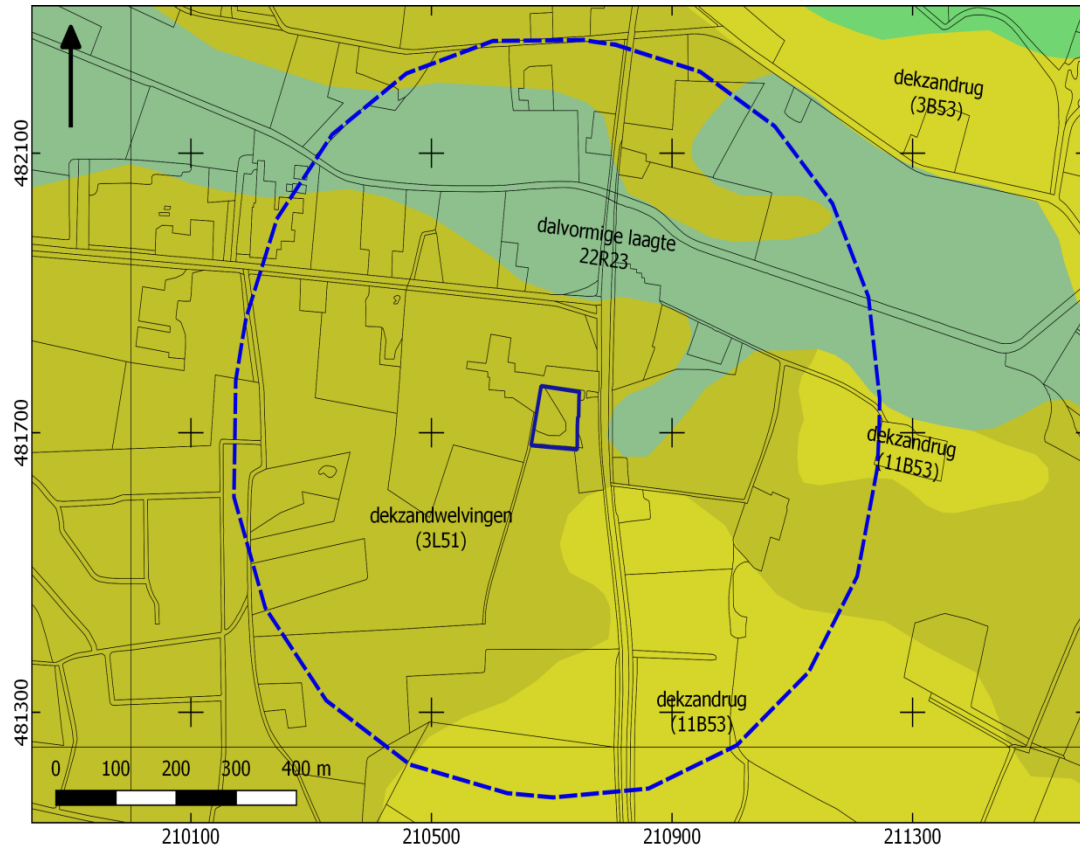 dekzandrug
(3B53)
482100
dalvormige laagte
22R23
481700
dekzandrug
(11B53)
dekzandwelvingen
(3L51)
481300
dekzandrug
(11B53)
0 100 200 300 400 m
210100 210500 210900 211300